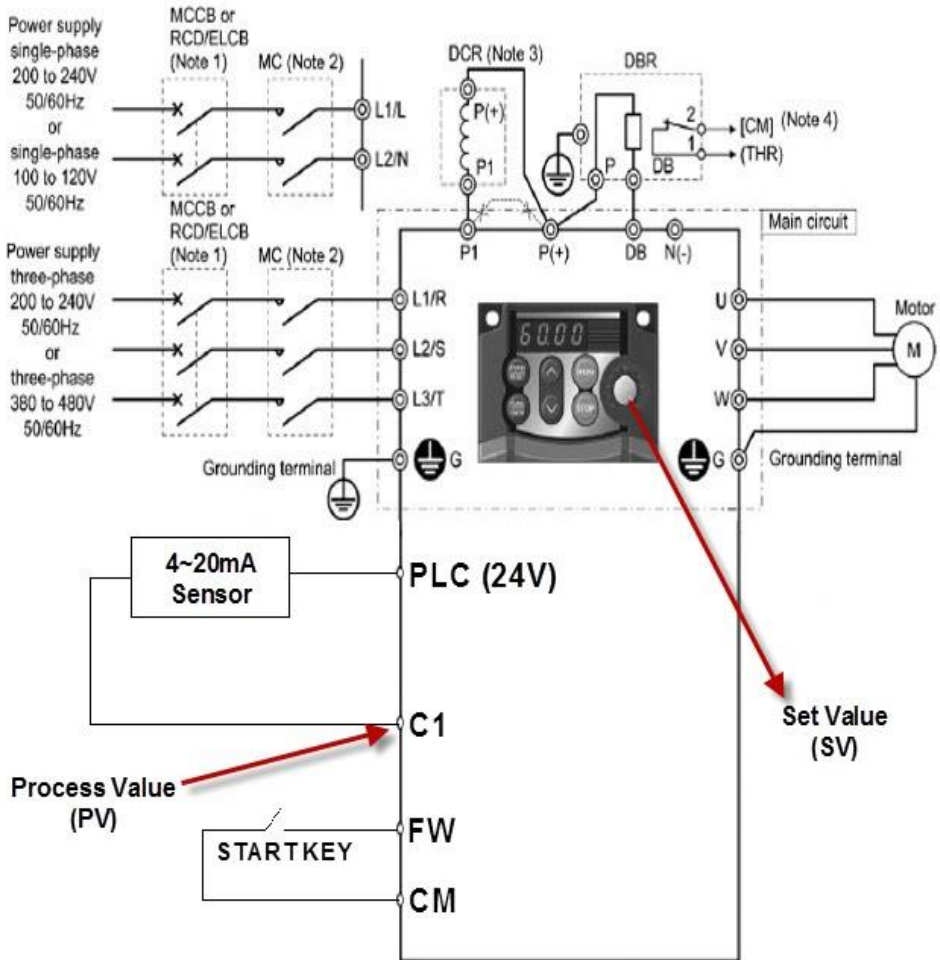 Power supply
single-phase
200 to 240V
50/60Hz
or
single-phase
100 to 120V
50/60Hz
MCCB or
RCD/ELCB
(Note 1)
MC (Note 2)
L1/L
L2/N
DCR (Note 3)
P(+)
P1
DBR
P
DB
2
1
[CM] (Note 4)
(THR)
Main circuit
P1
P(+)
DB
N(-)
Power supply
three-phase
200 to 240V
50/60Hz
or
three-phase
380 to 480V
50/60Hz
MCCB or
RCD/ELCB
(Note 1)
MC (Note 2)
L1/R
L2/S
L3/T
Grounding terminal
G
60.00
STOP
U
V
W
G
Motor
M
Grounding terminal
4~20mA
Sensor
PLC (24V)
C1
Process Value
(PV)
Set Value
(SV)
FW
START KEY
CM